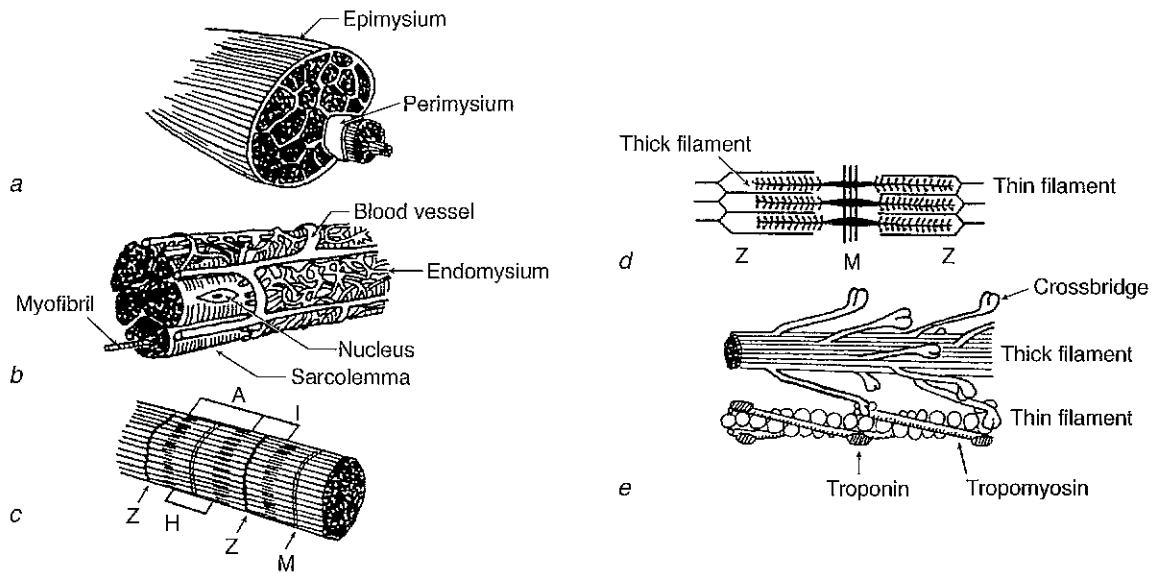 Epimysium
Perimysium
a
Blood vessel
Endomysium
Myofibril
Nucleus
b
Sarcolemma
A
I
c
Z
H
Z
M
Thick filament
Thin filament
d
Z
M
Z
Crossbridge
Thick filament
Thin filament
e
Troponin
Tropomyosin